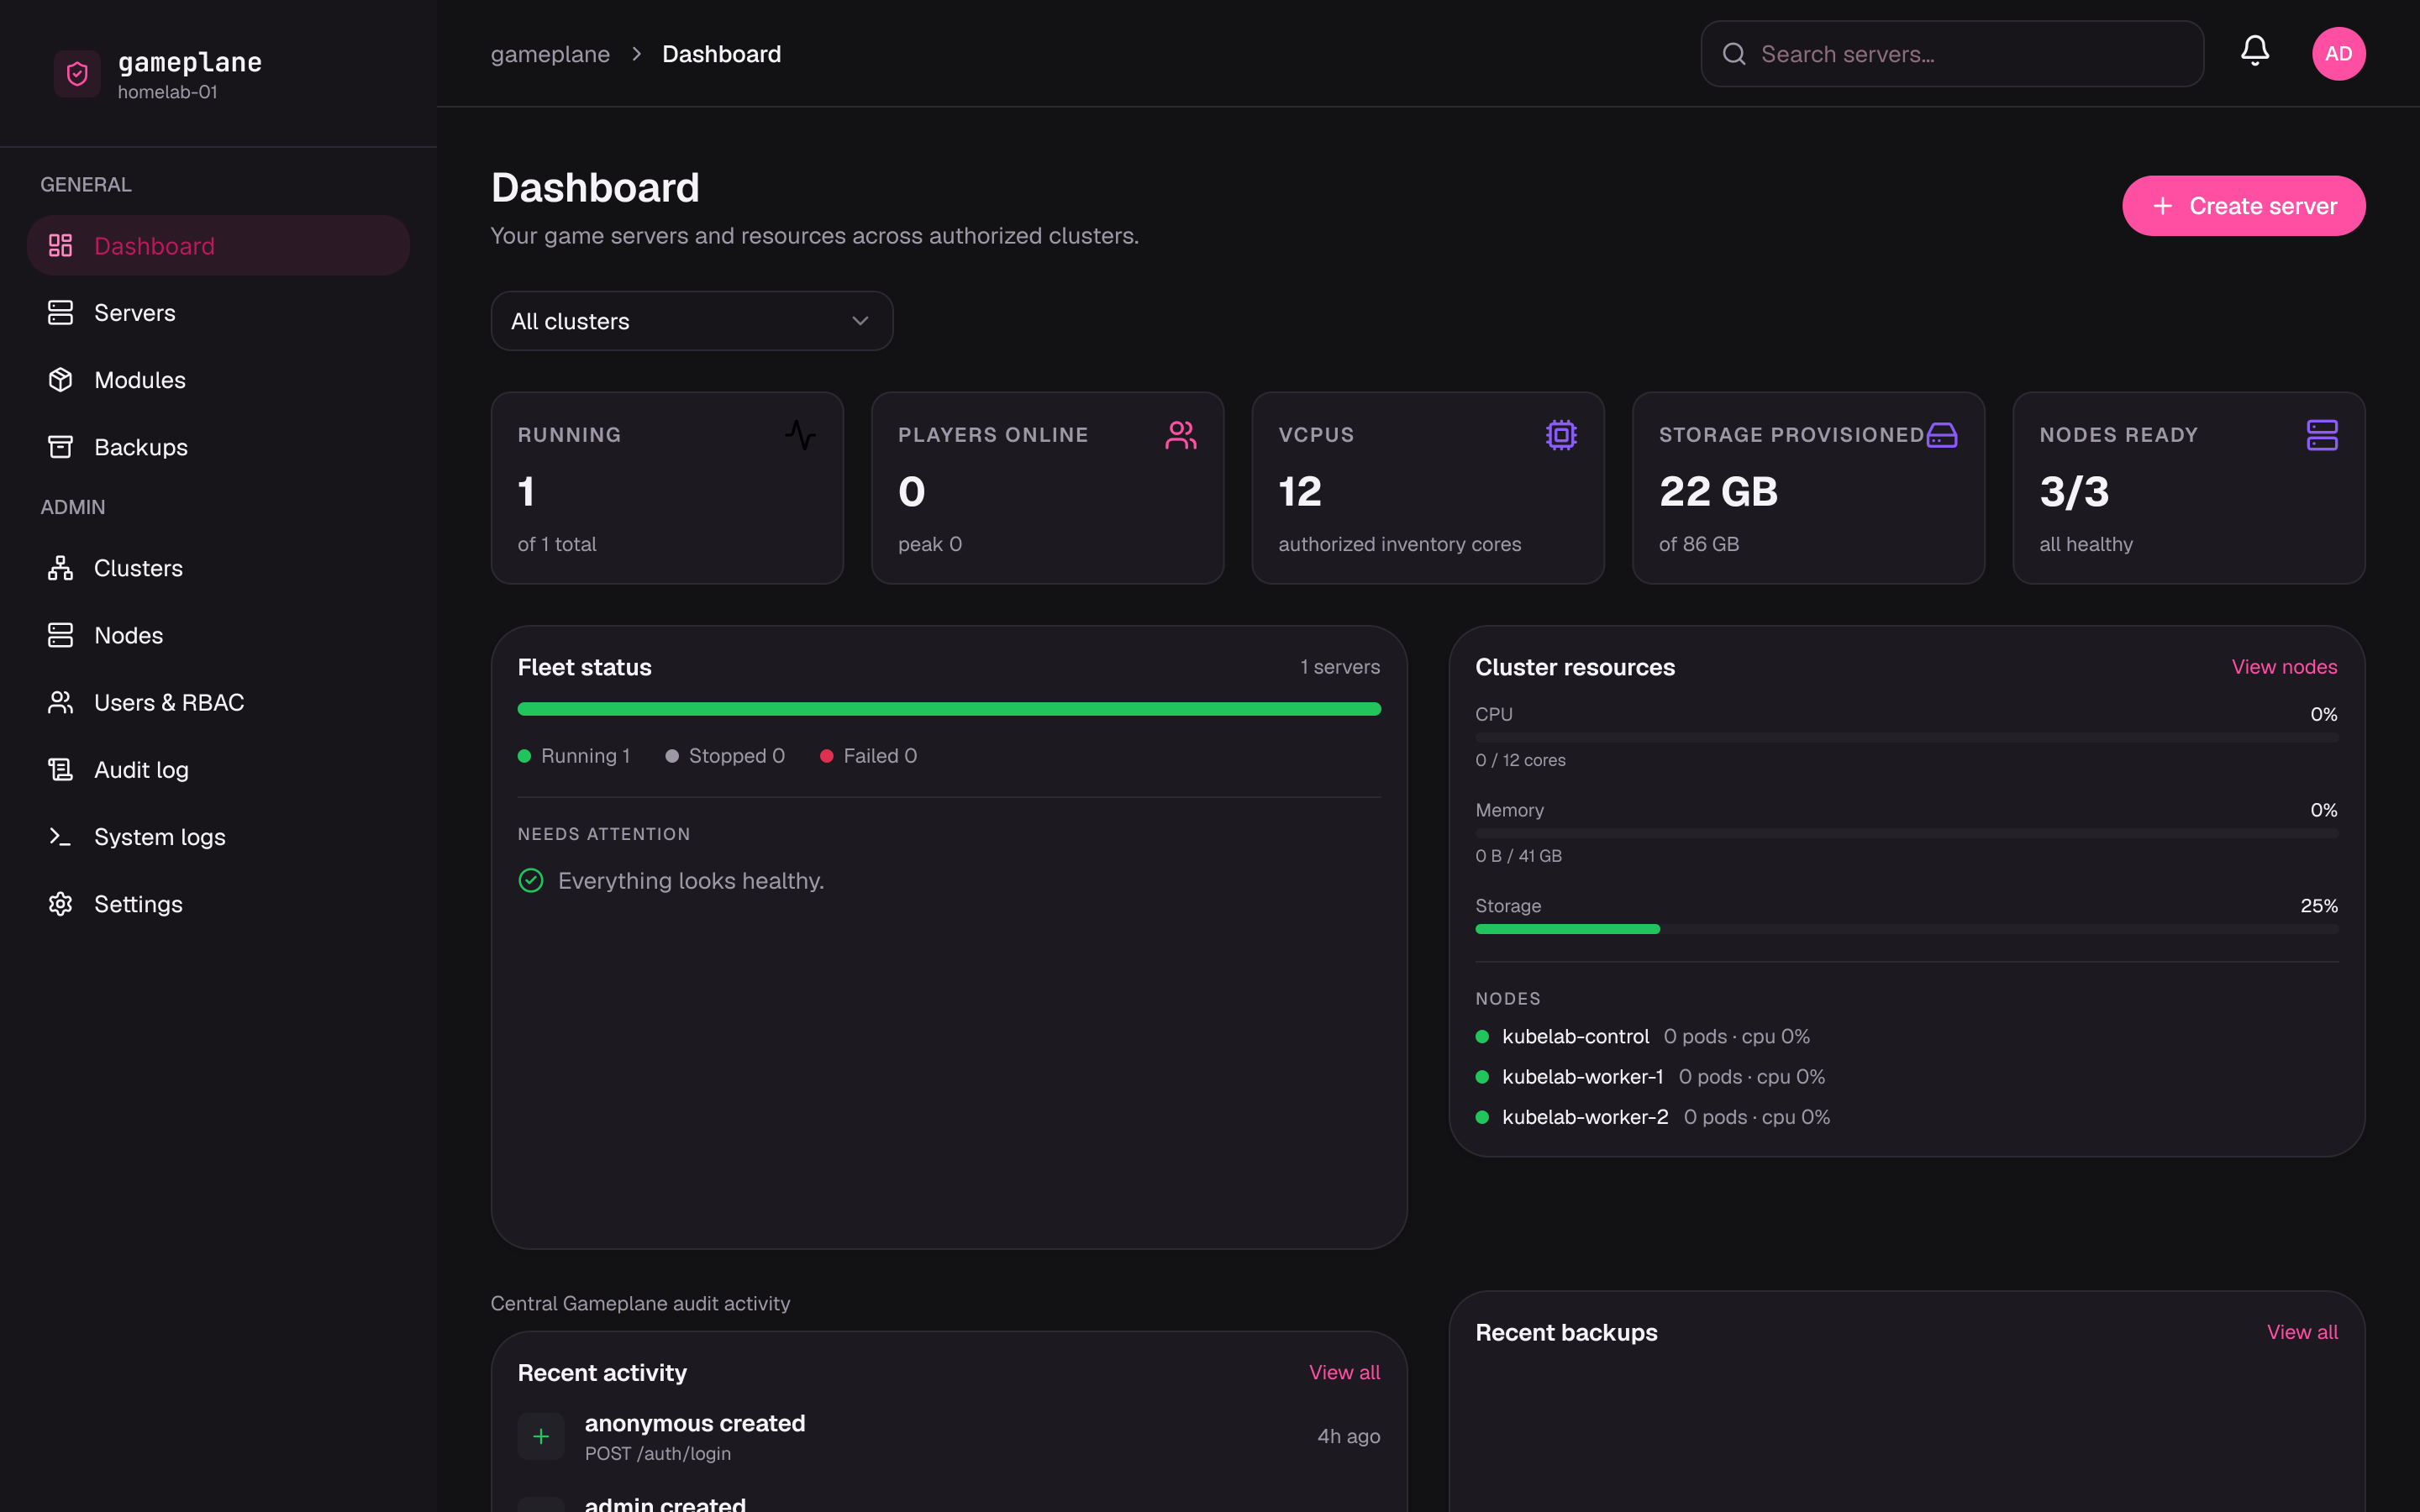 gameplane
homelab-01
GENERAL
Dashboard
Servers
Modules
Backups
ADMIN
Clusters
Nodes
Users & RBAC
Audit log
System logs
Settings
gameplane > Dashboard
Search servers...
AD
Dashboard
Your game servers and resources across authorized clusters.
Create server
All clusters
RUNNING
1
of 1 total
PLAYERS ONLINE
0
peak 0
VCPUS
12
authorized inventory cores
STORAGE PROVISIONED
22 GB
of 86 GB
NODES READY
3/3
all healthy
Fleet status
1 servers
Running 1
Stopped 0
Failed 0
NEEDS ATTENTION
Everything looks healthy.
Cluster resources
View nodes
CPU
0%
0 / 12 cores
Memory
0%
0 B / 41 GB
Storage
25%
NODES
kubelab-control 0 pods · cpu 0%
kubelab-worker-1 0 pods · cpu 0%
kubelab-worker-2 0 pods · cpu 0%
Central Gameplane audit activity
Recent activity
View all
anonymous created
POST /auth/login
4h ago
admin created
Recent backups
View all